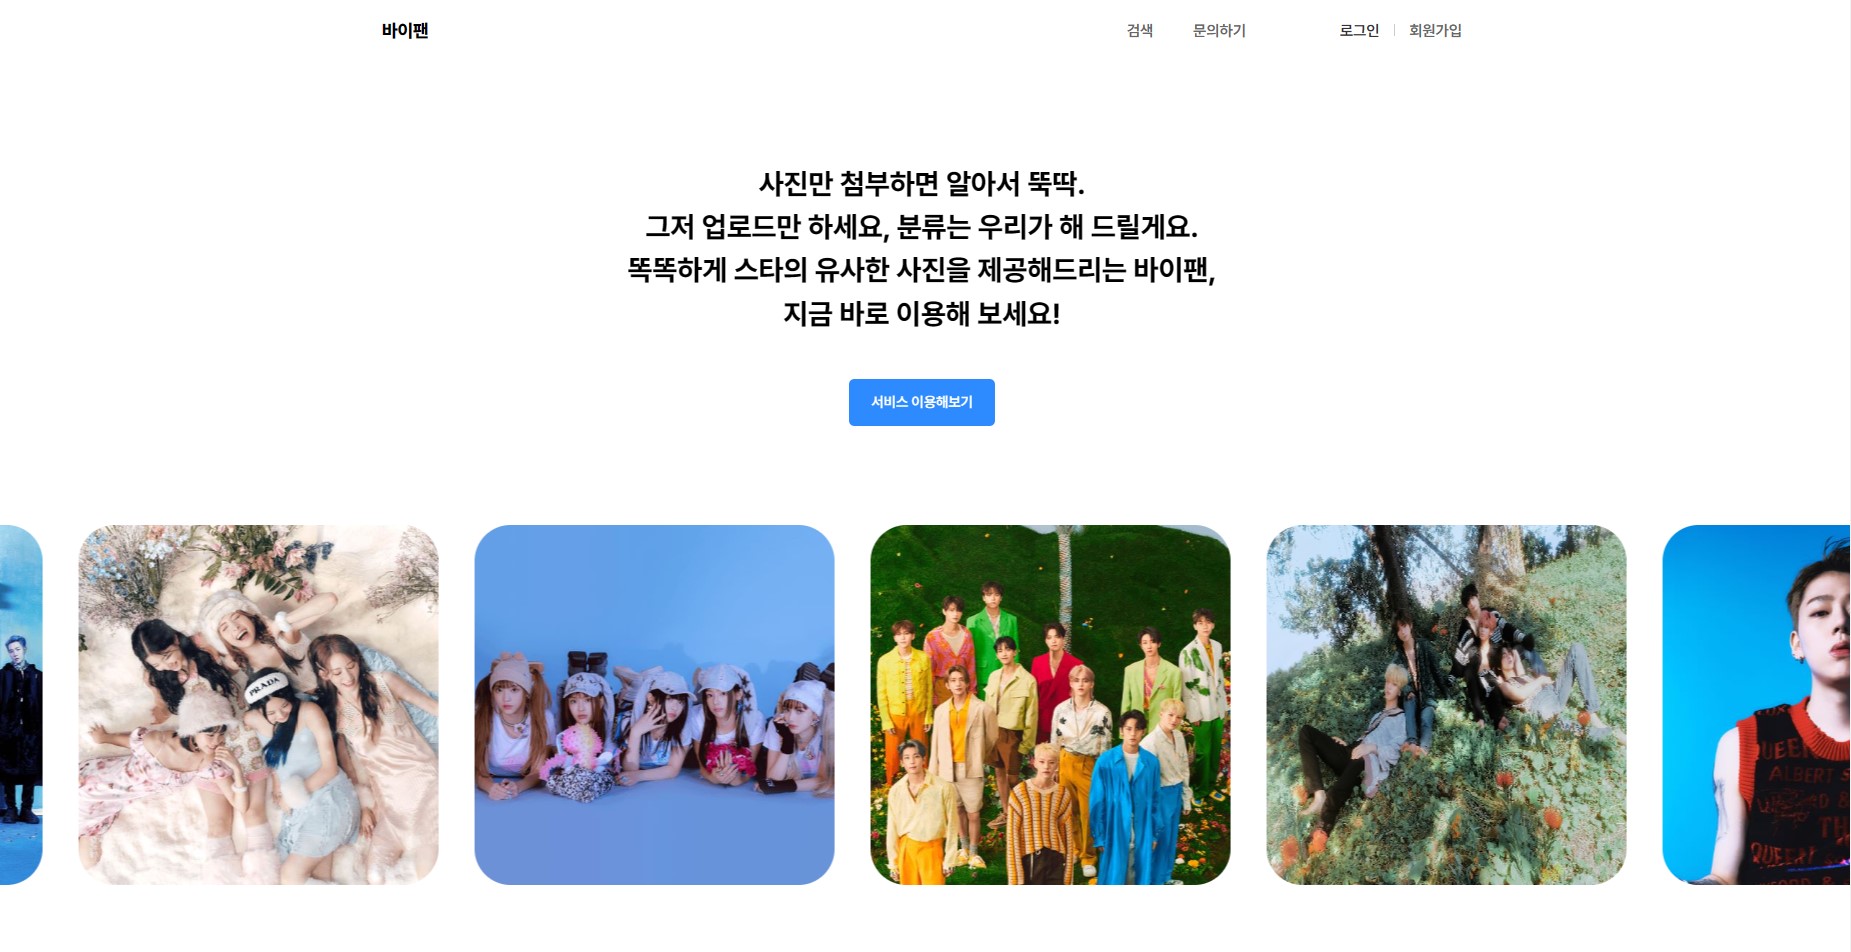 바이팬
검색 문의하기 로그인 회원가입
사진만 첨부하면 알아서 뚝딱.
그저 업로드만 하세요, 분류는 우리가 해 드릴게요.
똑똑하게 스타의 유사한 사진을 제공해드리는 바이팬,
지금 바로 이용해 보세요!
서비스 이용해보기
PRADA
ALBERT S